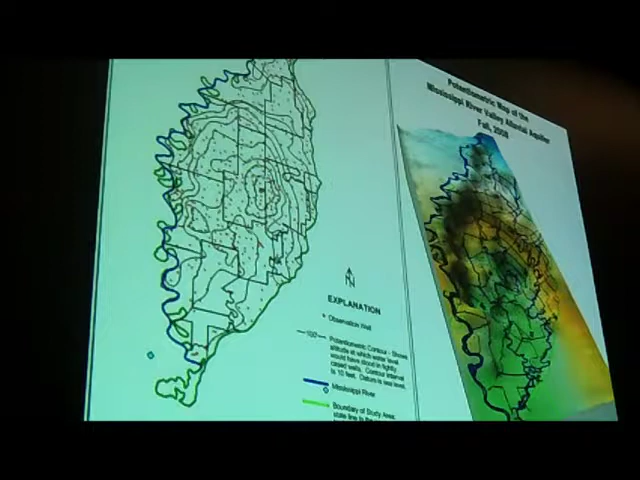 Potentiometric Map of the
Mississippi River Valley Alluvial Aquifer
Fall, 2009
N
EXPLANATION
Observation Well
Potentiometric Contour - Shows
altitude at which water level
would have stood in tightly
cased wells. Contour interval
is 10 feet. Datum is sea level.
Mississippi River
Boundary of Study Area: